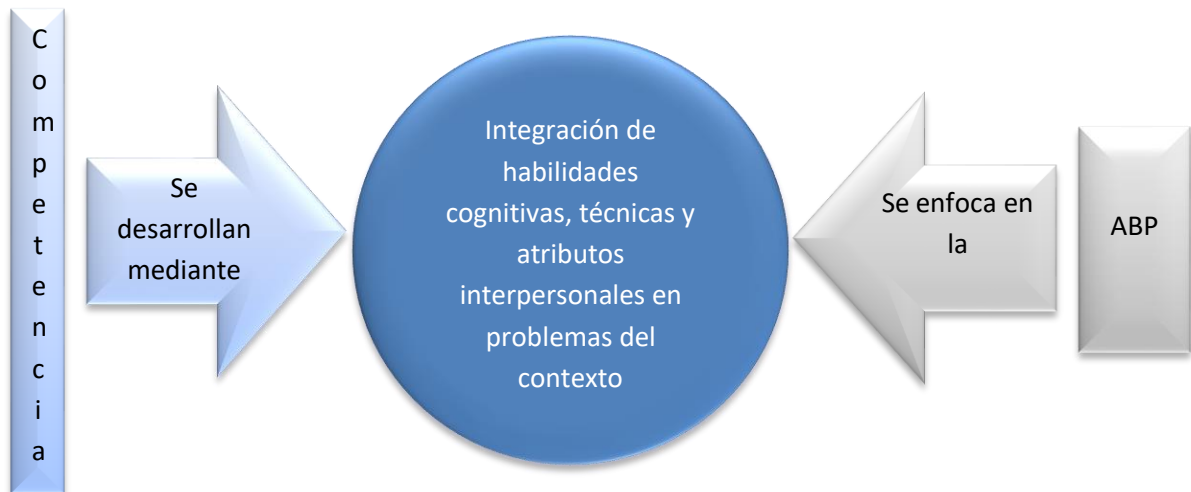 Competencia
Se
desarrollan
mediante
Integración de
habilidades
cognitivas, técnicas y
atributos
interpersonales en
problemas del
contexto
Se enfoca en
la
ABP